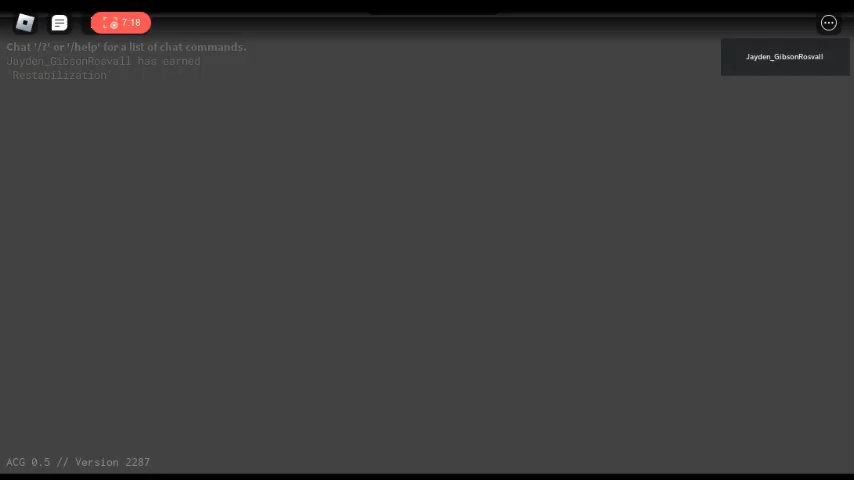 7:18
Chat '/?' or '/help' for a list of chat commands.
Jayden_GibsonRosvall has earned
`Restabilization`
Jayden_GibsonRosvall
ACG 0.5 // Version 2287